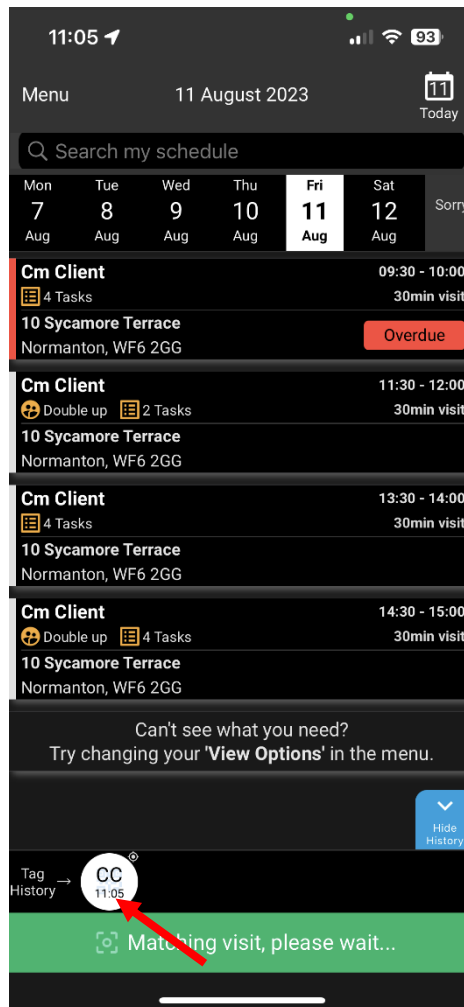 11:05
93
Menu
11 August 2023
11
Today
Search my schedule
Mon Tue Wed Thu Fri Sat
7 8 9 10 11 12 Sorry
Aug Aug Aug Aug Aug Aug
Cm Client 09:30 - 10:00
4 Tasks 30min visit
10 Sycamore Terrace
Normanton, WF6 2GG Overdue
Cm Client 11:30 - 12:00
Double up 2 Tasks 30min visit
10 Sycamore Terrace
Normanton, WF6 2GG
Cm Client 13:30 - 14:00
4 Tasks 30min visit
10 Sycamore Terrace
Normanton, WF6 2GG
Cm Client 14:30 - 15:00
Double up 4 Tasks 30min visit
10 Sycamore Terrace
Normanton, WF6 2GG
Can't see what you need?
Try changing your 'View Options' in the menu.
Hide
History
Tag
History → CC
11:05
Matching visit, please wait...